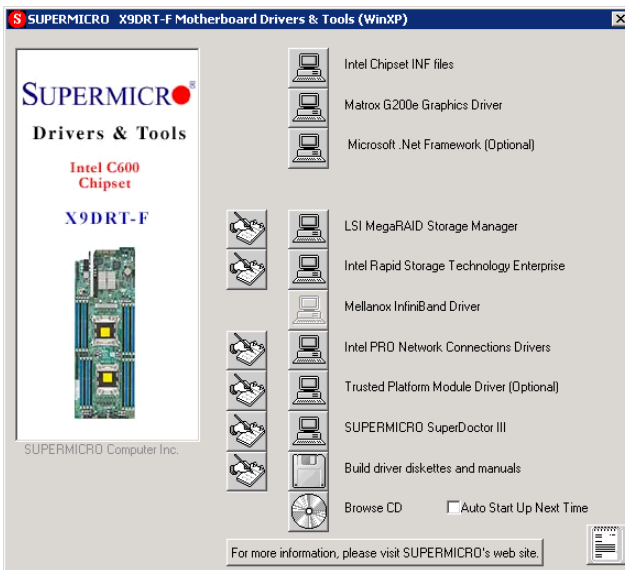 S SUPERMICRO X9DRT-F Motherboard Drivers & Tools (WinXP)
SUPERMICRO®
Drivers & Tools
Intel C600
Chipset
X9DRT-F
SUPERMICRO Computer Inc.
Intel Chipset INF files
Matrox G200e Graphics Driver
Microsoft .Net Framework (Optional)
LSI MegaRAID Storage Manager
Intel Rapid Storage Technology Enterprise
Mellanox InfiniBand Driver
Intel PRO Network Connections Drivers
Trusted Platform Module Driver (Optional)
SUPERMICRO SuperDoctor III
Build driver diskettes and manuals
Browse CD Auto Start Up Next Time
For more information, please visit SUPERMICRO's web site.